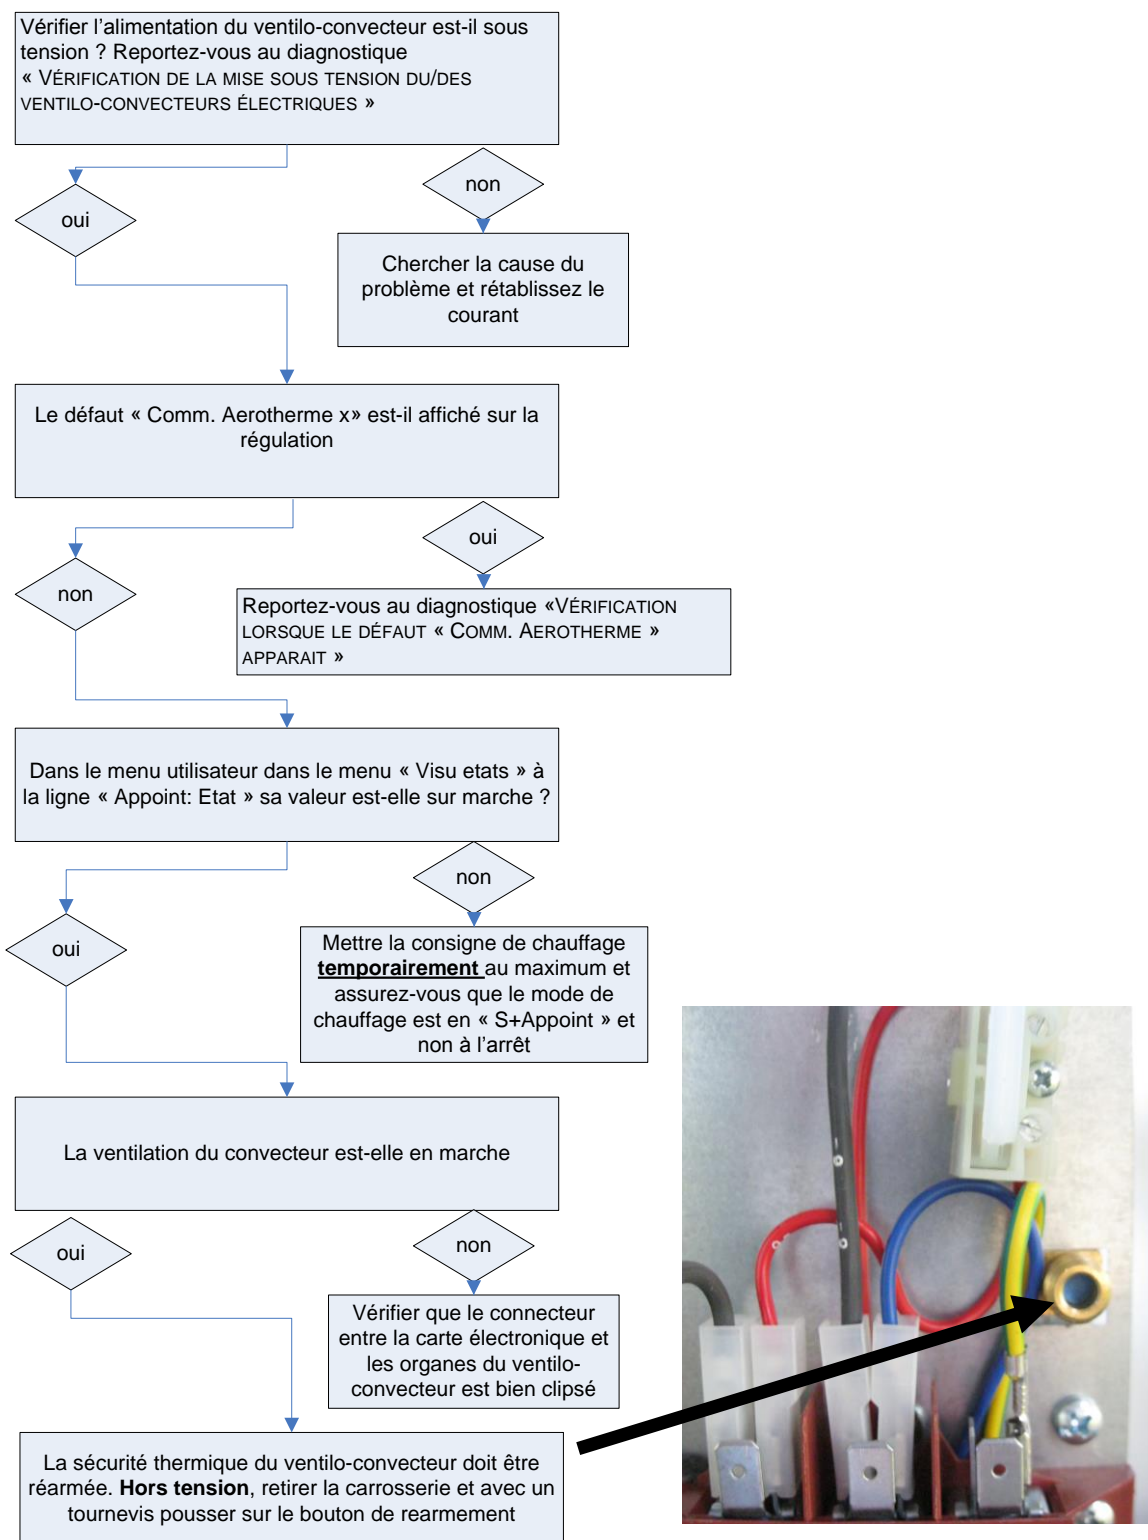 Vérifier l’alimentation du ventilo-convecteur est-il sous
tension ? Reportez-vous au diagnostique
« VÉRIFICATION DE LA MISE SOUS TENSION DU/DES
VENTILO-CONVECTEURS ÉLECTRIQUES »
oui
non
Chercher la cause du
problème et rétablissez le
courant
Le défaut « Comm. Aerotherme x» est-il affiché sur la
régulation
non
oui
Reportez-vous au diagnostique «VÉRIFICATION
LORSQUE LE DÉFAUT « COMM. AEROTHERME »
APPARAIT »
Dans le menu utilisateur dans le menu « Visu etats » à
la ligne « Appoint: Etat » sa valeur est-elle sur marche ?
oui
non
Mettre la consigne de chauffage
temporairement au maximum et
assurez-vous que le mode de
chauffage est en « S+Appoint » et
non à l’arrêt
La ventilation du convecteur est-elle en marche
oui
non
Vérifier que le connecteur
entre la carte électronique et
les organes du ventilo-
convecteur est bien clipsé
La sécurité thermique du ventilo-convecteur doit être
réarmée. Hors tension, retirer la carrosserie et avec un
tournevis pousser sur le bouton de rearmement